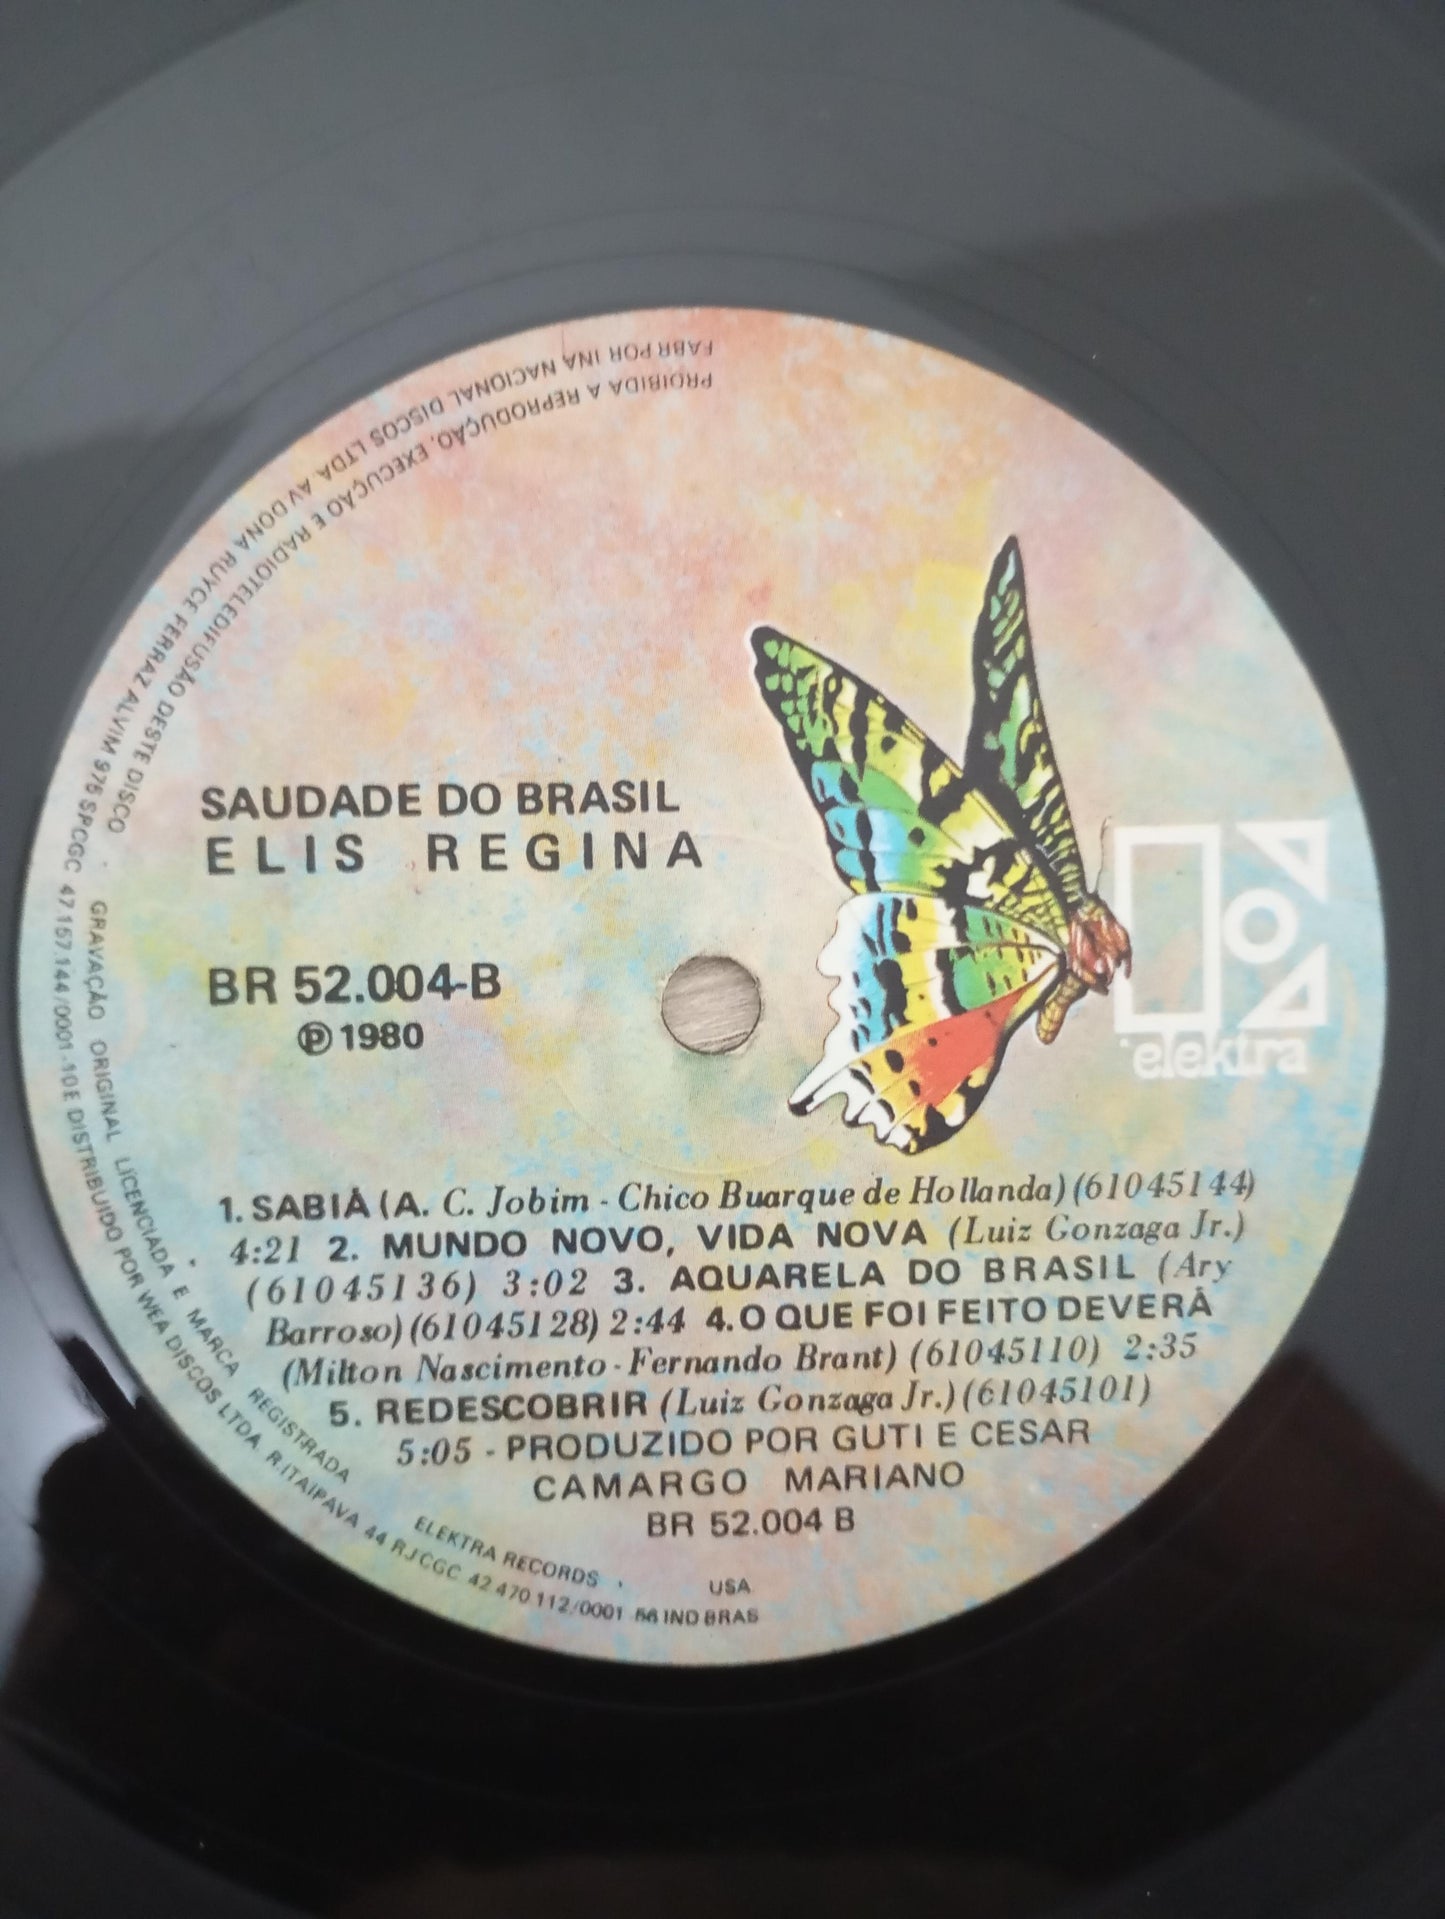 SAUDADE DO BRASIL
ELIS REGINA
BR 52.004-B
℗ 1980
elektra
1. SABIÁ (A. C. Jobim - Chico Buarque de Hollanda) (61045144)
4:21 2. MUNDO NOVO, VIDA NOVA (Luiz Gonzaga Jr.)
(61045136) 3:02 3. AQUARELA DO BRASIL (Ary
Barroso) (61045128) 2:44 4. O QUE FOI FEITO DEVERÁ
(Milton Nascimento - Fernando Brant) (61045110) 2:35
5. REDESCOBRIR (Luiz Gonzaga Jr.) (61045101)
5:05 - PRODUZIDO POR GUTI E CESAR
CAMARGO MARIANO
BR 52.004 B
PROIBIDA A REPRODUÇÃO, EXECUÇÃO E RADIOTELEDIFUSÃO DESTE DISCO . GRAVAÇÃO ORIGINAL LICENCIADA E MARCA REGISTRADA ELEKTRA RECORDS . USA
FABR POR INA NACIONAL DISCOS LTDA AV DONA RUYCE FERRAZ ALVIM 976 SP CGC 47.157.144/0001-10 E DISTRIBUIDO POR WEA DISCOS LTDA. R. ITAIPAVA 44 RJ CGC 42 470 112/0001 IND BRAS